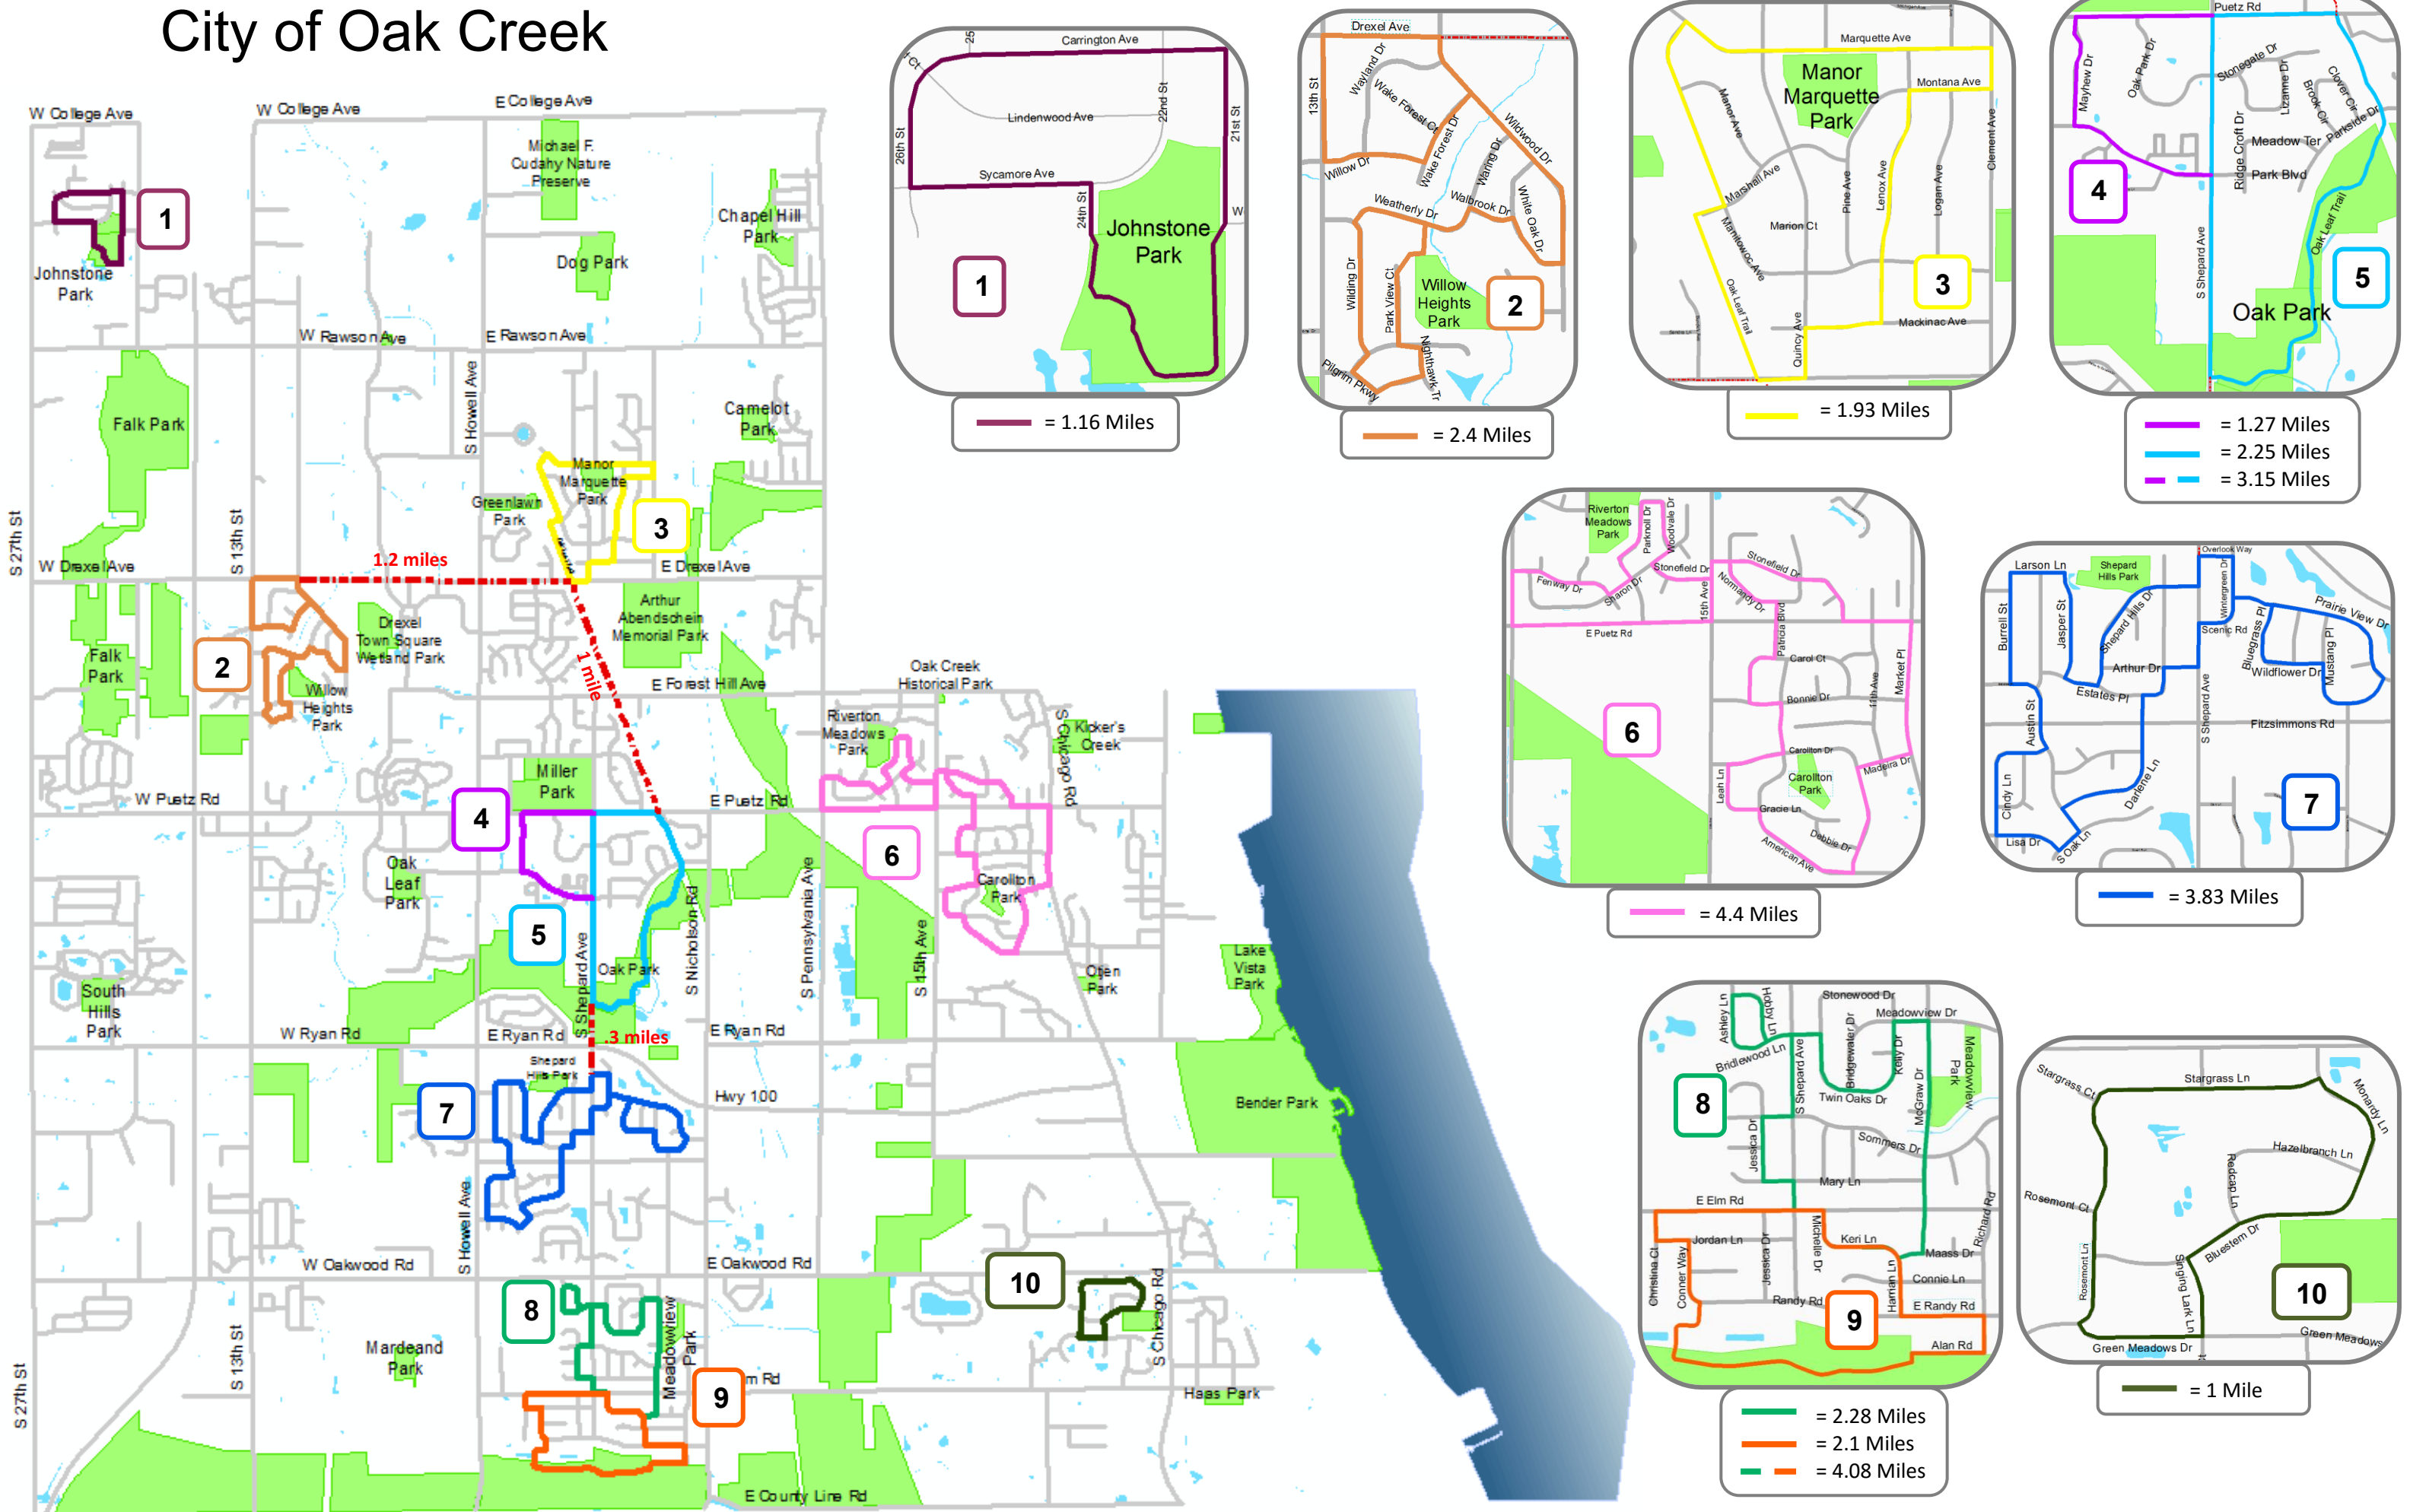 City of Oak Creek
W College Ave
W College Ave
E College Ave
Michael F.
Cudahy Nature
Preserve
Chapel Hill
Park
Dog Park
1
Johnstone
Park
W Rawson Ave
E Rawson Ave
S Howell Ave
Falk Park
Camelot
Park
Manor
Marquette
Park
Greenlawn
Park
3
S 27th St
S 13th St
1.2 miles
W Drexel Ave
E Drexel Ave
Arthur
Abendschein
Memorial Park
Drexel
Town Square
Wetland Park
2
Falk
Park
Willow
Heights
Park
1 mile
E Forest Hill Ave
Oak Creek
Historical Park
Riverton
Meadows
Park
S Chicago Rd
Kicker's
Creek
Miller
Park
W Puetz Rd
E Puetz Rd
4
6
Oak
Leaf
Park
Carollton
Park
5
S Shepard Ave
S Nicholson Rd
S Pennsylvania Ave
S 15th Ave
Oak Park
Lake
Vista
Park
Oten
Park
South
Hills
Park
W Ryan Rd
E Ryan Rd
E Ryan Rd
.3 miles
Shepard
Hills Park
7
Hwy 100
Bender Park
S Howell Ave
W Oakwood Rd
E Oakwood Rd
10
8
S 13th St
Mardeand
Park
Meadowview
Park
S Chicago Rd
9
m Rd
Haas Park
S 27th St
E County Line Rd
25
Carrington Ave
Ct
Lindenwood Ave
22nd St
21st St
26th St
Sycamore Ave
24th St
W
Johnstone
Park
1
= 1.16 Miles
Drexel Ave
13th St
Wayland Dr
Wake Forest Ct
Wake Forest Dr
Wildwood Dr
Waring Dr
Willow Dr
Weatherly Dr
Walbrook Dr
White Oak Dr
Wilding Dr
Park View Ct
Willow
Heights
Park
2
Nighthawk Tr
Pilgrim Pkwy
= 2.4 Miles
Marquette Ave
Manor
Marquette
Park
Montana Ave
Manor Ave
Clement Ave
Marshall Ave
Pine Ave
Lenox Ave
Logan Ave
Marion Ct
Manitowoc Ave
Oak Leaf Trail
3
Quincy Ave
Mackinac Ave
= 1.93 Miles
Puetz Rd
Mayhew Dr
Oak Park Dr
Stonegate Dr
Lizanne Dr
Clover Cir
Brook Cir
Parkside Dr
Ridge Croft Dr
Meadow Ter
Park Blvd
4
S Shepard Ave
Oak Leaf Trail
5
Oak Park
= 1.27 Miles
= 2.25 Miles
= 3.15 Miles
Riverton
Meadows
Park
Parknoll Dr
Woodvale Dr
Fenway Dr
Sharon Dr
Stonefield Dr
Stonefield Dr
Normandy Dr
15th Ave
Patricia Blvd
E Puetz Rd
Carol Ct
Bonnie Dr
11th Ave
Market Pl
6
Carollton Dr
Carollton
Park
Madeira Dr
Leah Ln
Gracie Ln
Debbie Dr
American Ave
= 4.4 Miles
Overlook Way
Larson Ln
Shepard
Hills Park
Wintergreen Dr
Prairie View Dr
Burrell St
Jasper St
Shepard Hills Dr
Scenic Rd
Bluegrass Pl
Mustang Pl
Arthur Dr
Wildflower Dr
Estates Pl
Austin St
S Shepard Ave
Fitzsimmons Rd
Cindy Ln
Darlene Ln
7
Lisa Dr
S Oak Ln
= 3.83 Miles
Ashley Ln
Hobby Ln
Stonewood Dr
Meadowview Dr
Bridlewood Ln
S Shepard Ave
Bridgewater Dr
Kelly Dr
Meadowview
Park
8
Twin Oaks Dr
McGraw Dr
Jessica Dr
Sommers Dr
Mary Ln
E Elm Rd
Richard Rd
Jordan Ln
Michelle Dr
Keri Ln
Maass Dr
Christina Ct
Conner Way
Jessica Dr
Harrian Ln
Connie Ln
Randy Rd
E Randy Rd
9
Alan Rd
= 2.28 Miles
= 2.1 Miles
= 4.08 Miles
Stargrass Ct
Stargrass Ln
Monardy Ln
Hazelbranch Ln
Redcap Ln
Rosemont Ct
Bluestem Dr
Rosemont Ln
Singing Lark Ln
10
Green Meadows Dr
Green Meadows
= 1 Mile